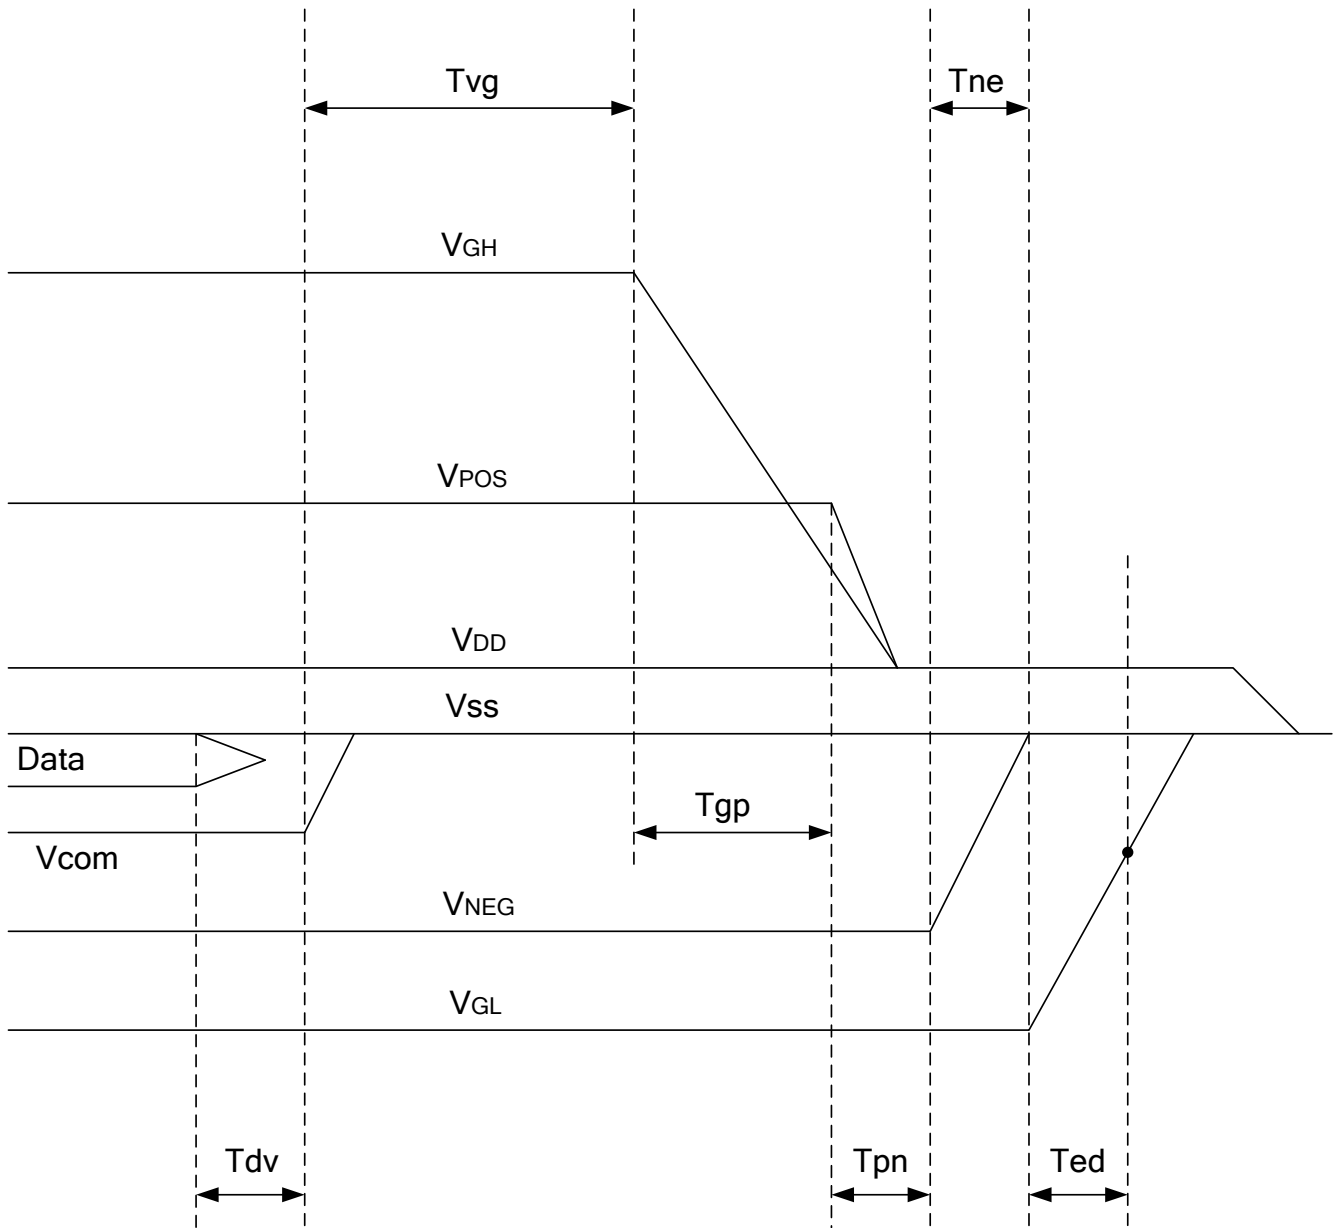 Tvg
Tne
VGH
VPOS
VDD
Vss
Data
Tgp
Vcom
VNEG
VGL
Tdv
Tpn
Ted